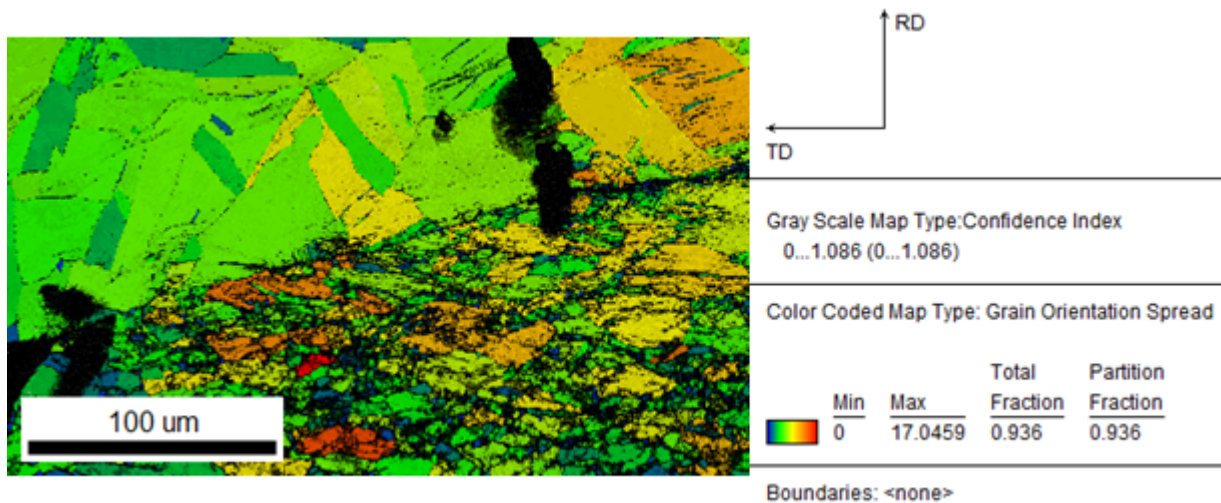 RD
TD
100 um
Gray Scale Map Type:Confidence Index
0...1.086 (0...1.086)
Color Coded Map Type: Grain Orientation Spread
Total Partition
Min Max Fraction Fraction
0 17.0459 0.936 0.936
Boundaries: <none>